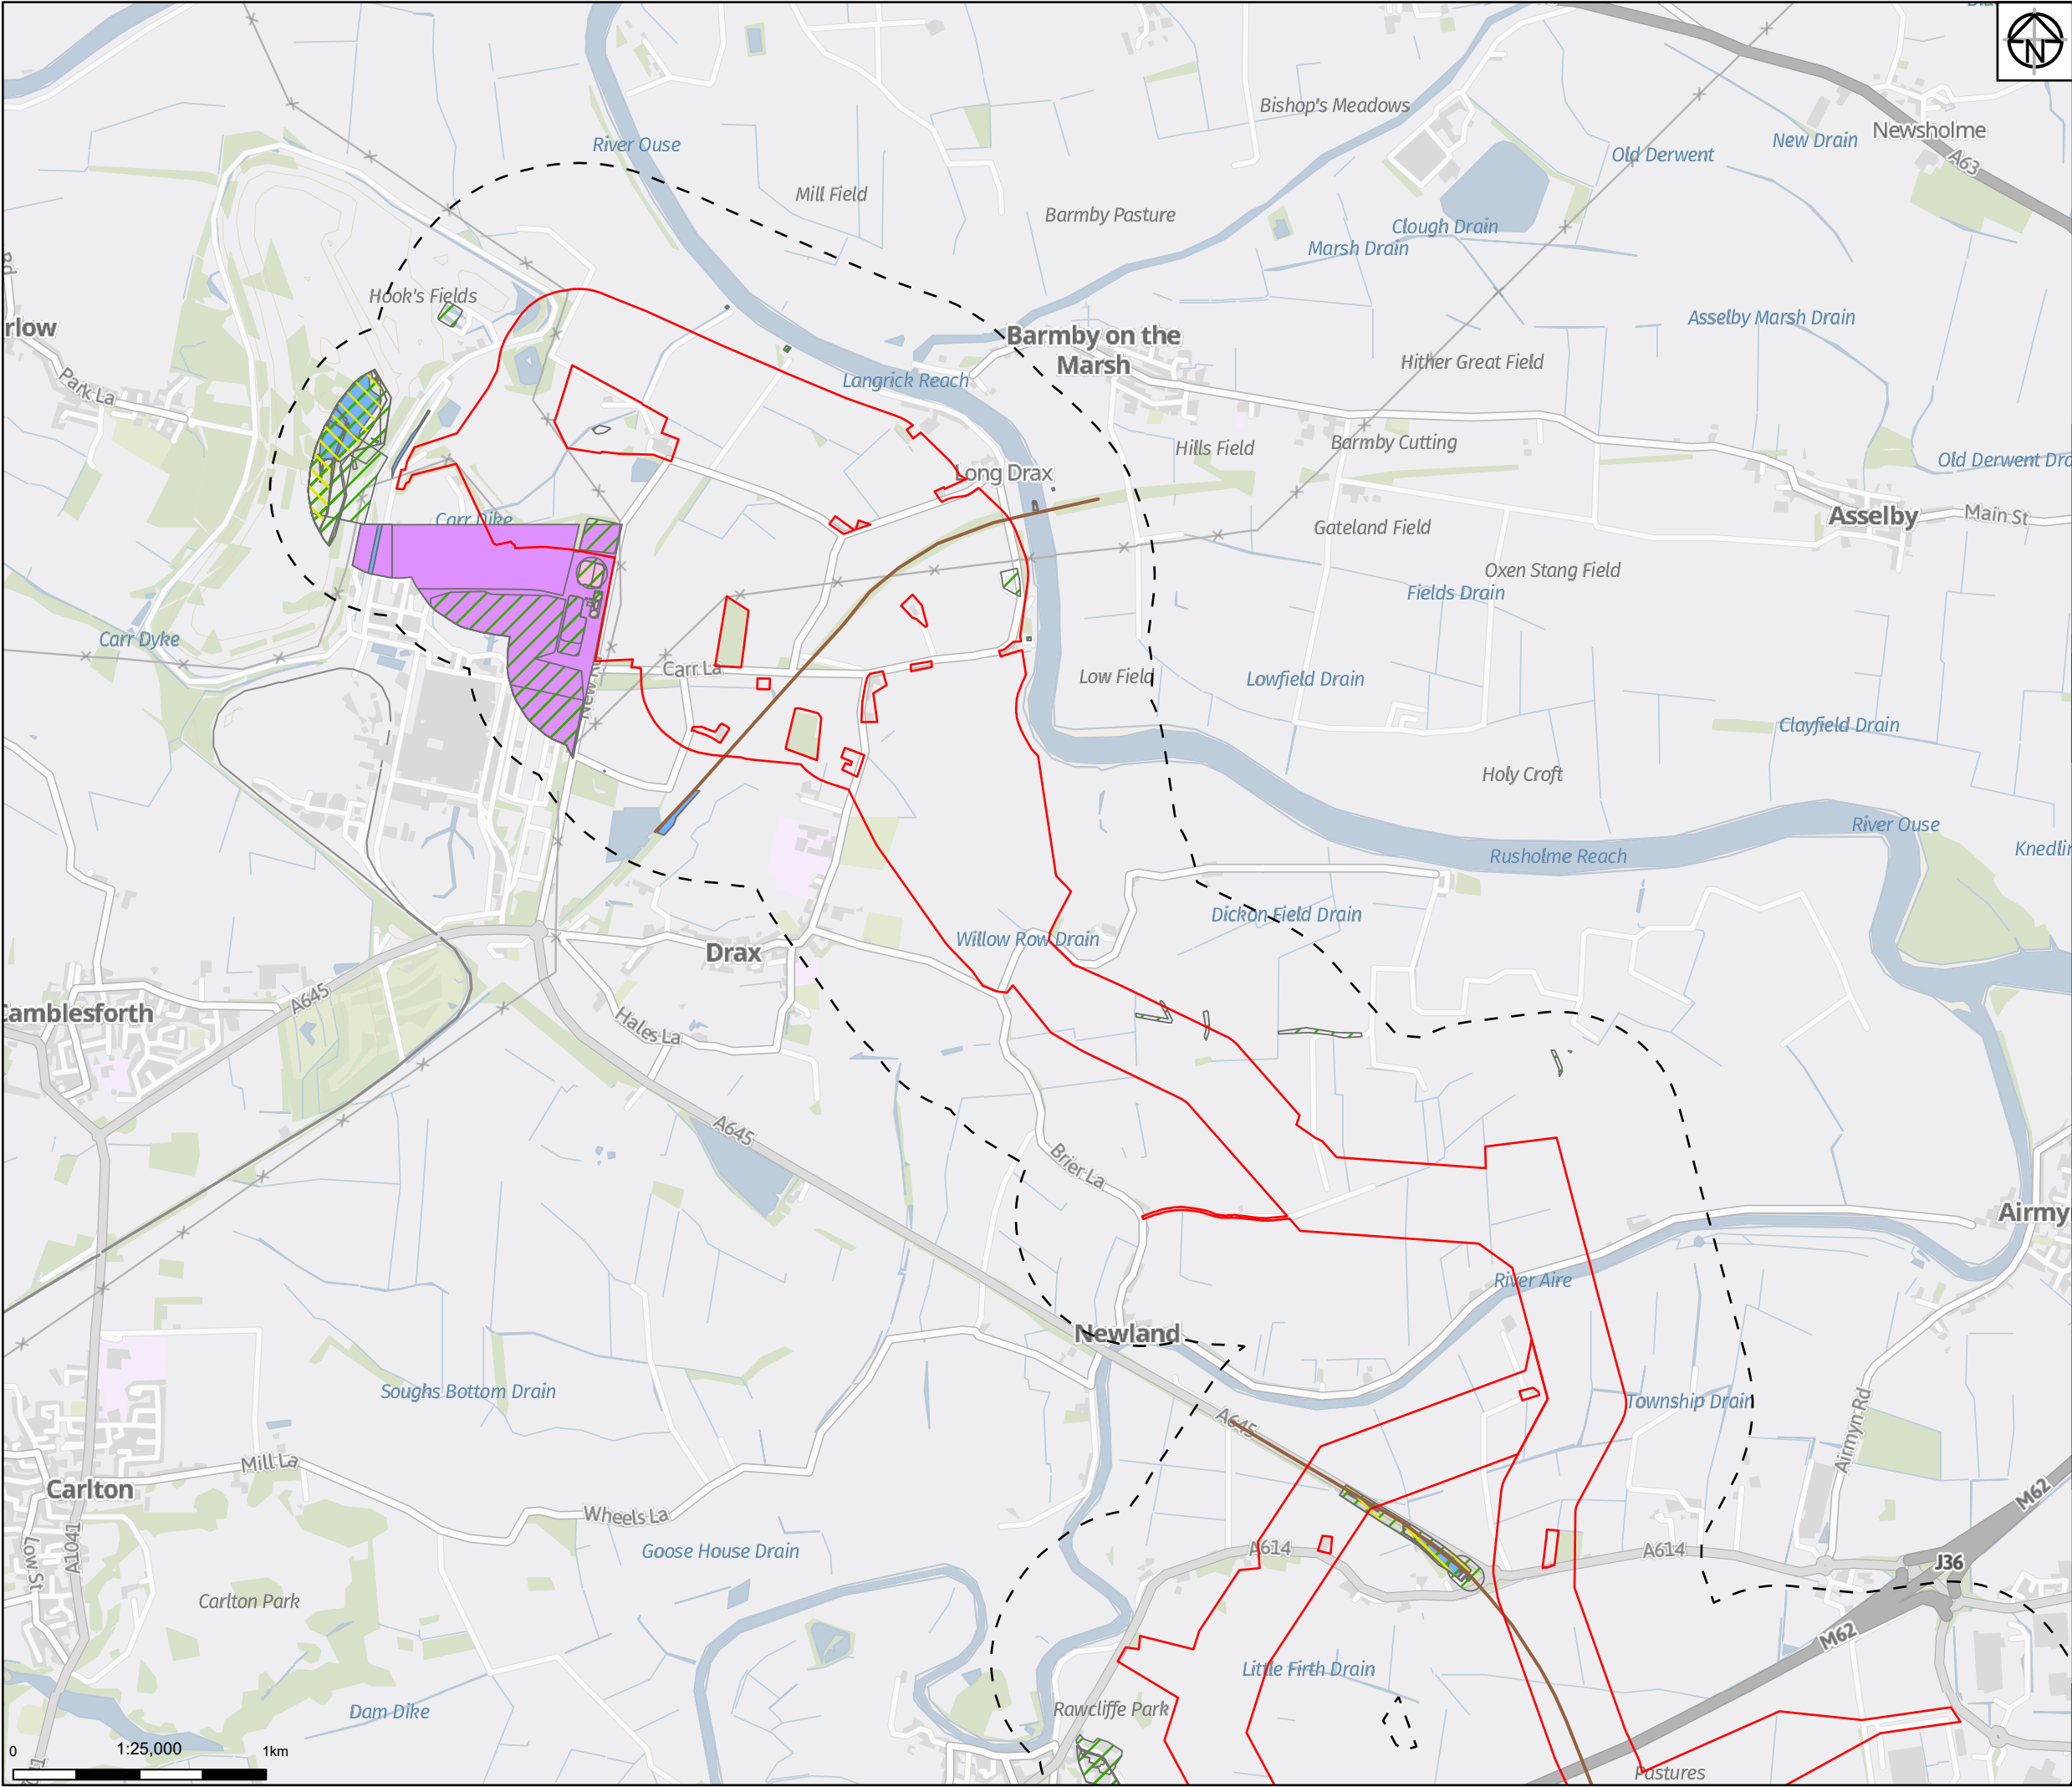 N
Bishop's Meadows
Newsholme
New Drain
River Ouse
Old Derwent
A63
Mill Field
Barmby Pasture
Clough Drain
Marsh Drain
Rd
Hook's Fields
rlow
Asselby Marsh Drain
Barmby on the
Marsh
Hither Great Field
Park La
Langrick Reach
Hills Field
Barmby Cutting
Old Derwent Dra
Long Drax
Carr Dike
Gateland Field
Asselby
Main St
Oxen Stang Field
Fields Drain
Carr Dyke
Carr La
Low Field
Lowfield Drain
New Rd
Clayfield Drain
Holy Croft
River Ouse
Rusholme Reach
Knedlin
Dickon Field Drain
Willow Row Drain
Drax
A645
Camblesforth
Hales La
A645
Brier La
Airmy
River Aire
Newland
Soughs Bottom Drain
Township Drain
A645
Airmyn Rd
Mill La
Carlton
M62
Wheels La
Low St
A1041
Goose House Drain
A614
A614
J36
Carlton Park
M62
Little Firth Drain
Rawcliffe Park
Dam Dike
0
1:25,000
1km
Pastures